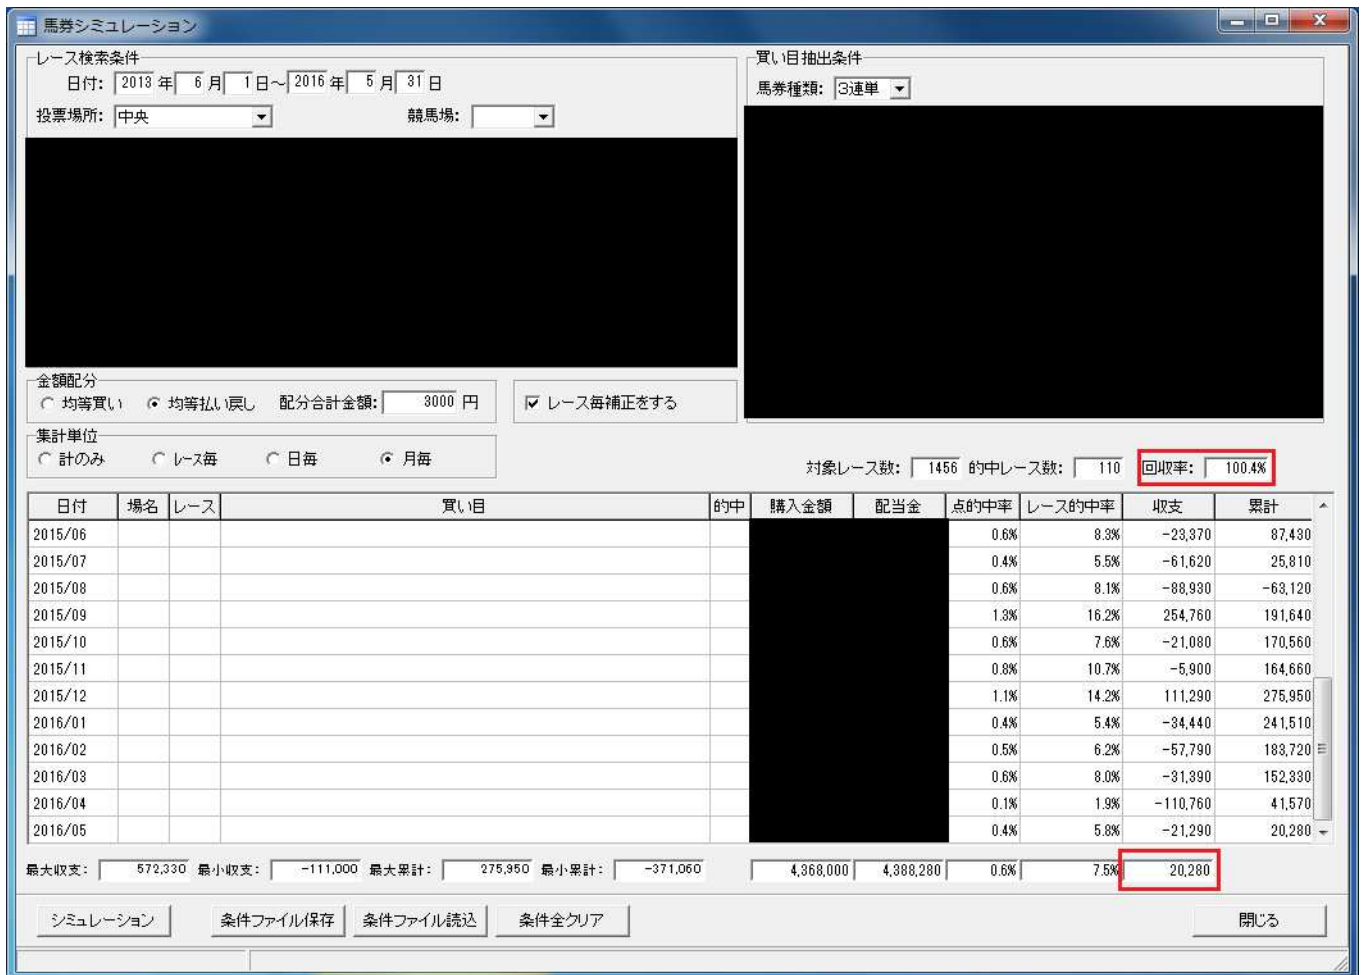 馬券シミュレーション
レース検索条件
日付: 2013 年 6 月 1 日～ 2016 年 5 月 31 日
投票場所: 中央 競馬場:
買い目抽出条件
馬券種類: 3連単
金額配分
均等買い 均等払い戻し 配分合計金額: 3000 円 レース毎補正をする
集計単位
計のみ レース毎 日毎 月毎
対象レース数: 1456 的中レース数: 110 回収率: 100.4%
日付 場名 レース 買い目 的中 購入金額 配当金 点的中率 レース的中率 収支 累計
2015/06 0.6% 8.3% -23,370 87,430
2015/07 0.4% 5.5% -61,620 25,810
2015/08 0.6% 8.1% -88,930 -63,120
2015/09 1.3% 16.2% 254,760 191,640
2015/10 0.6% 7.6% -21,080 170,560
2015/11 0.8% 10.7% -5,900 164,660
2015/12 1.1% 14.2% 111,290 275,950
2016/01 0.4% 5.4% -34,440 241,510
2016/02 0.5% 6.2% -57,790 183,720
2016/03 0.6% 8.0% -31,390 152,330
2016/04 0.1% 1.9% -110,760 41,570
2016/05 0.4% 5.8% -21,290 20,280
最大収支: 572,330 最小収支: -111,000 最大累計: 275,950 最小累計: -371,060 4,368,000 4,388,280 0.6% 7.5% 20,280
シミュレーション 条件ファイル保存 条件ファイル読込 条件全クリア 閉じる